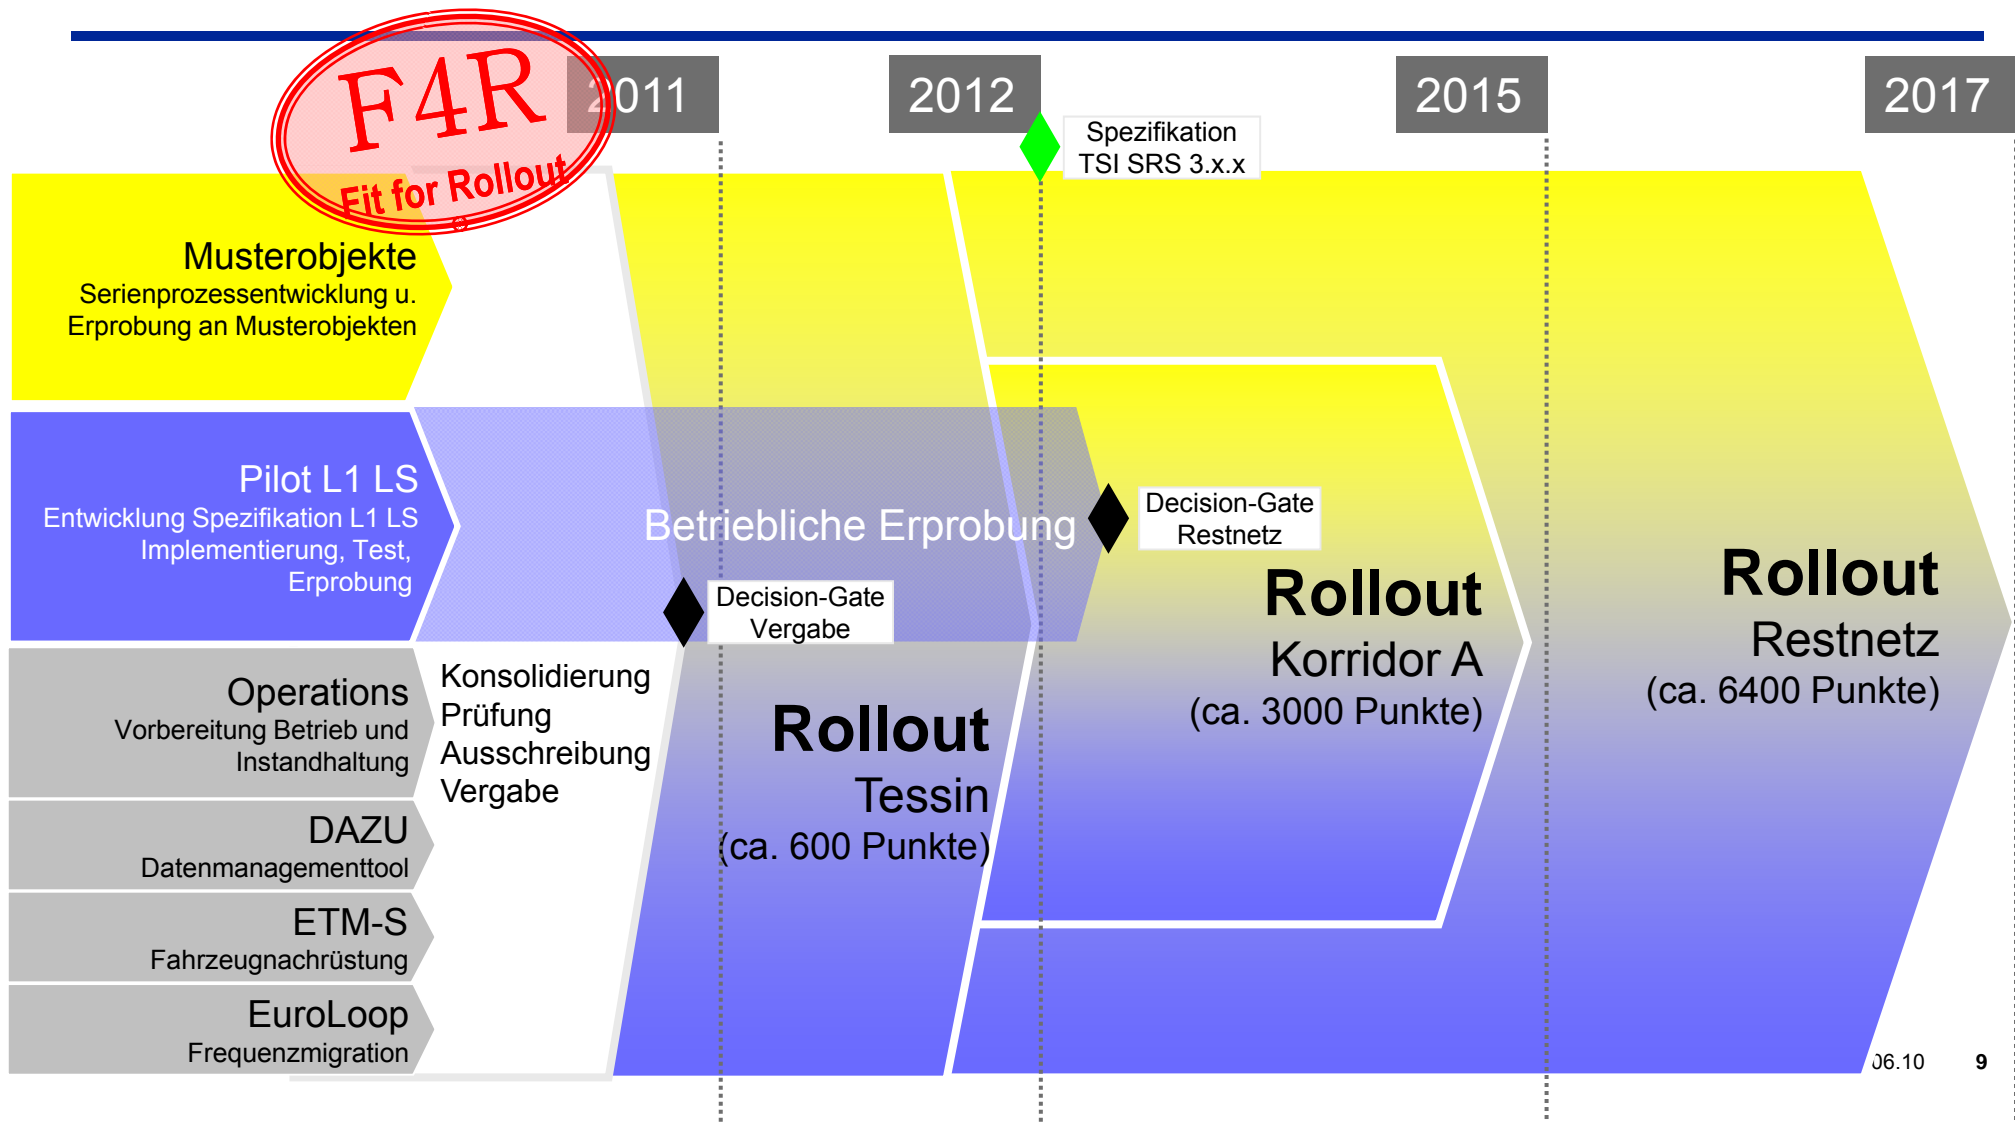 F4R
Fit for Rollout
2011
2012
2015
2017
Spezifikation
TSI SRS 3.x.x
Musterobjekte
Serienprozessentwicklung u.
Erprobung an Musterobjekten
Pilot L1 LS
Entwicklung Spezifikation L1 LS
Implementierung, Test,
Erprobung
Betriebliche Erprobung
Decision-Gate
Restnetz
Decision-Gate
Vergabe
Operations
Vorbereitung Betrieb und
Instandhaltung
DAZU
Datenmanagementtool
ETM-S
Fahrzeugnachrüstung
EuroLoop
Frequenzmigration
Konsolidierung
Prüfung
Ausschreibung
Vergabe
Rollout
Tessin
(ca. 600 Punkte)
Rollout
Korridor A
(ca. 3000 Punkte)
Rollout
Restnetz
(ca. 6400 Punkte)
06.10 9